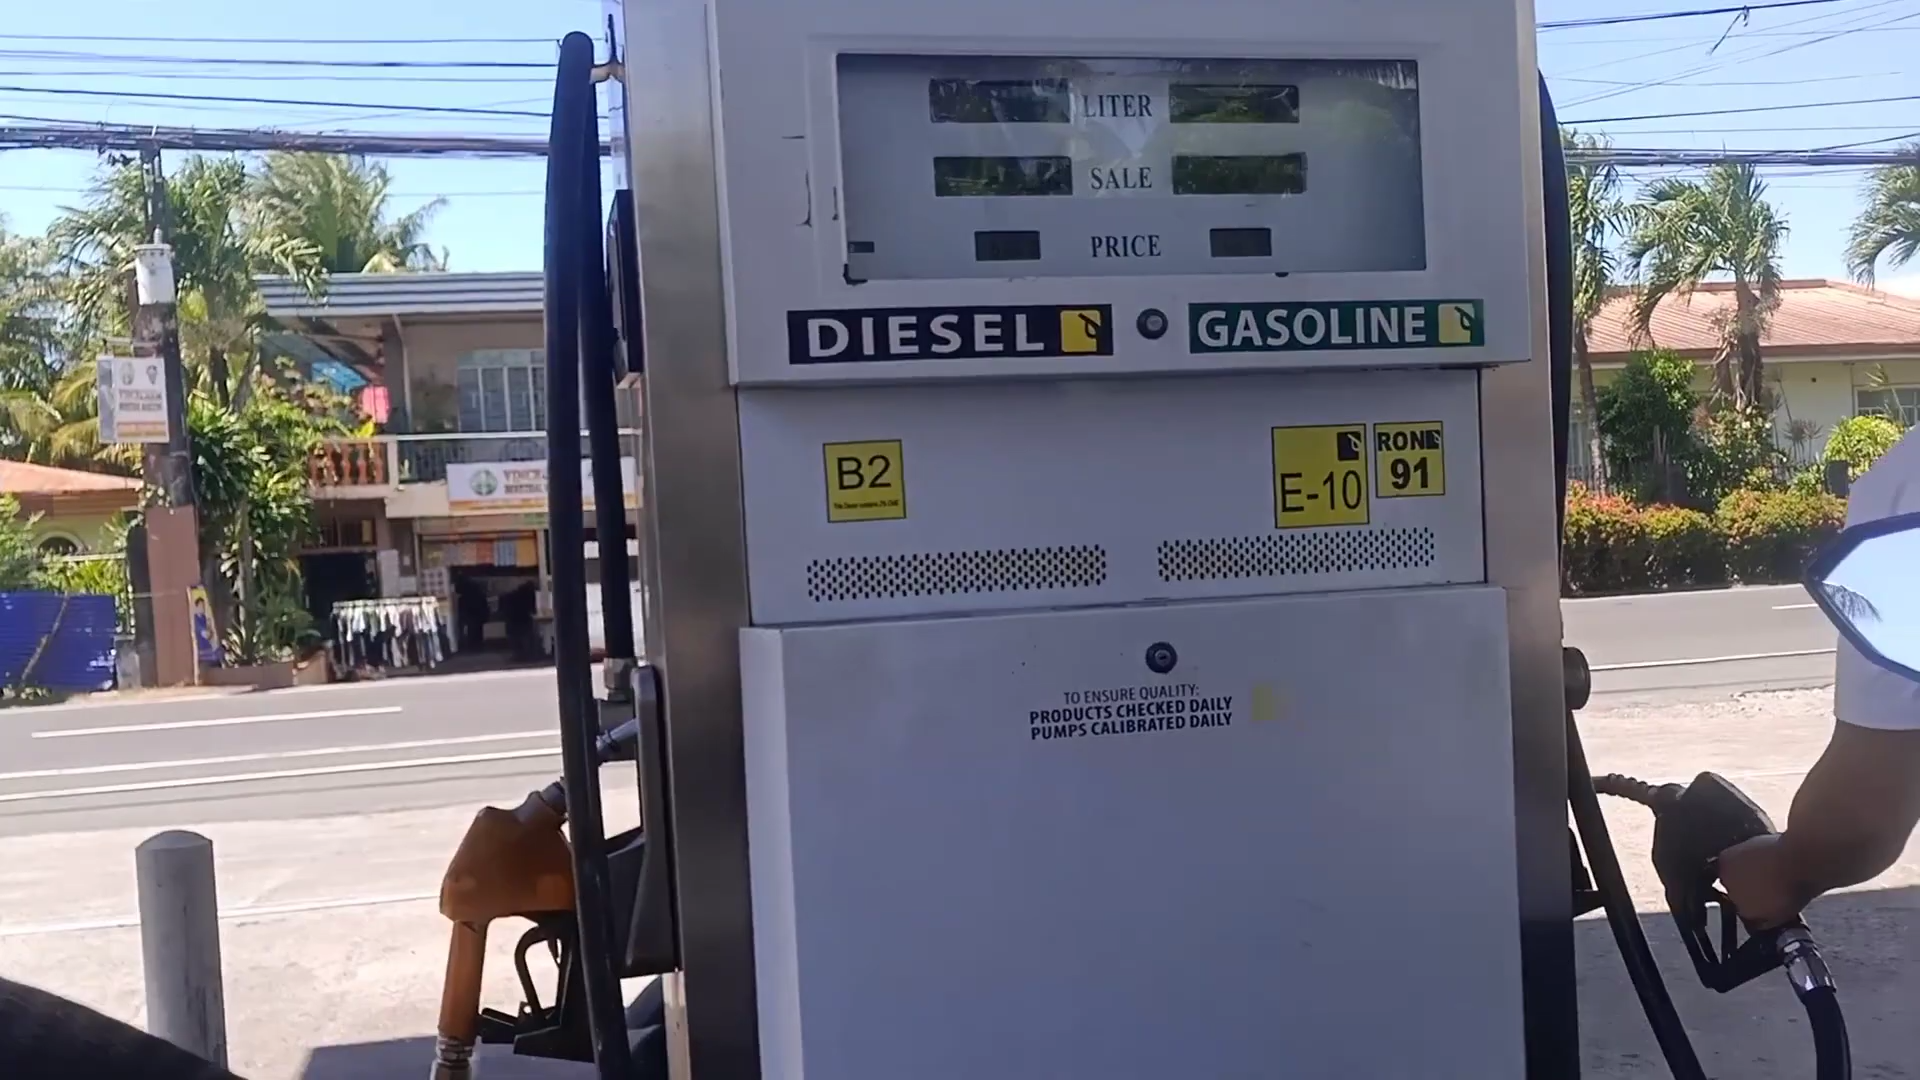 LITER
SALE
PRICE
DIESEL
GASOLINE
B2
E-10
RON
91
TO ENSURE QUALITY:
PRODUCTS CHECKED DAILY
PUMPS CALIBRATED DAILY